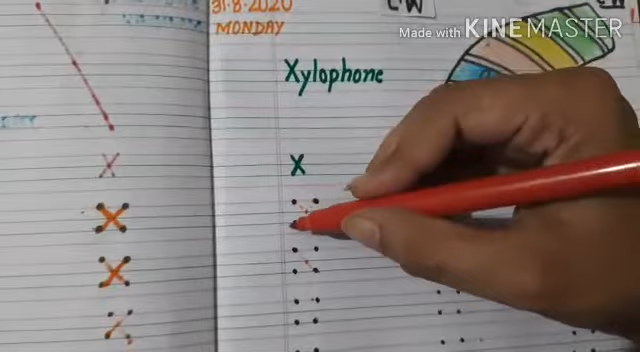 31·8·2020
MONDAY
C.W
Made with KINEMASTER
Xylophone
X
X
X
X
X